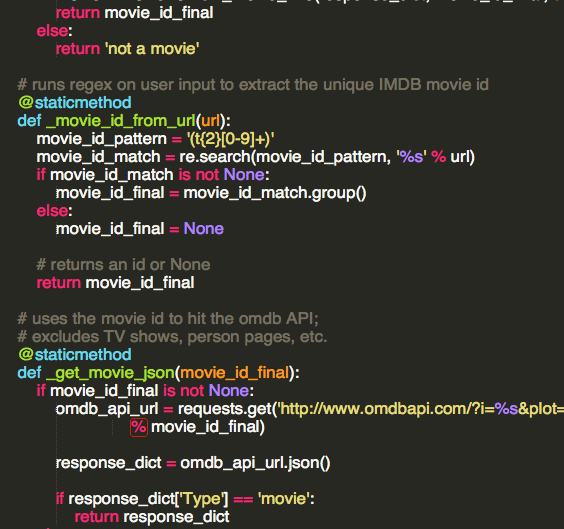 return movie_id_final
else:
return 'not a movie'
# runs regex on user input to extract the unique IMDB movie id
@staticmethod
def _movie_id_from_url(url):
movie_id_pattern = '(t{2}[0-9]+)'
movie_id_match = re.search(movie_id_pattern, '%s' % url)
if movie_id_match is not None:
movie_id_final = movie_id_match.group()
else:
movie_id_final = None
# returns an id or None
return movie_id_final
# uses the movie id to hit the omdb API;
# excludes TV shows, person pages, etc.
@staticmethod
def _get_movie_json(movie_id_final):
if movie_id_final is not None:
omdb_api_url = requests.get('http://www.omdbapi.com/?i=%s&plot=
% movie_id_final)
response_dict = omdb_api_url.json()
if response_dict['Type'] == 'movie':
return response_dict